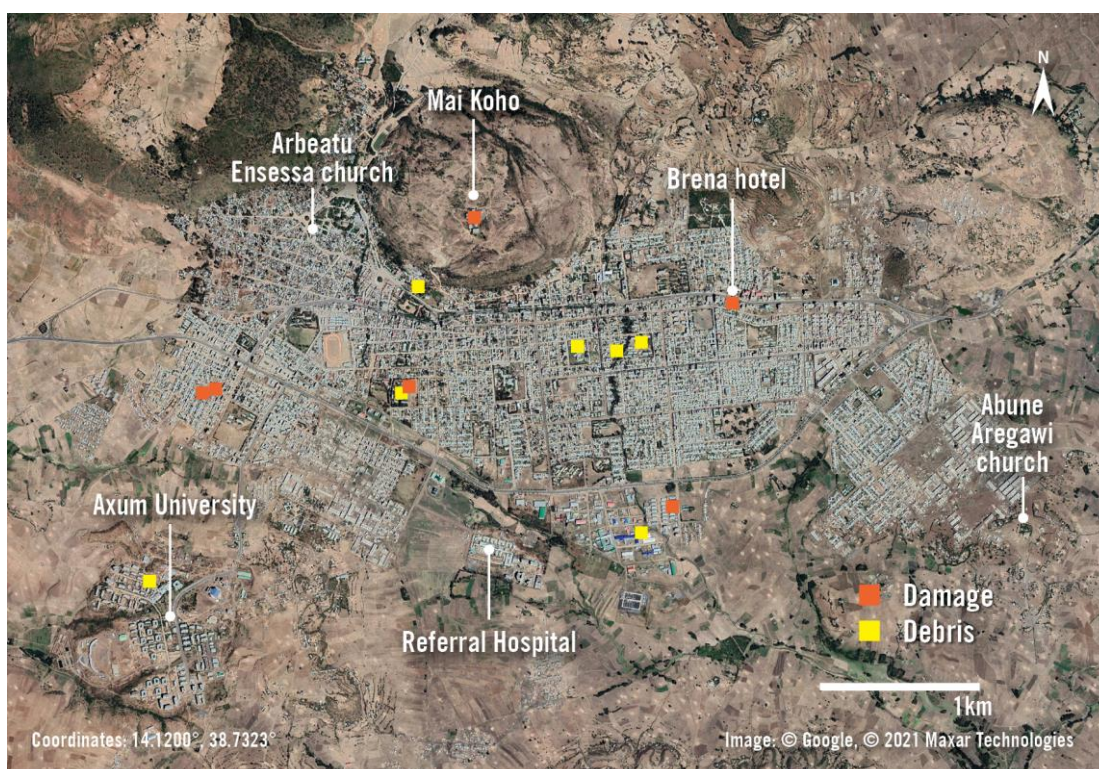 N
Mai Koho
Arbeatu
Ensessa church
Brena hotel
Abune
Aregawi
church
Axum University
Referral Hospital
Damage
Debris
1km
Coordinates: 14.1200°, 38.7323°
Image: © Google, © 2021 Maxar Technologies